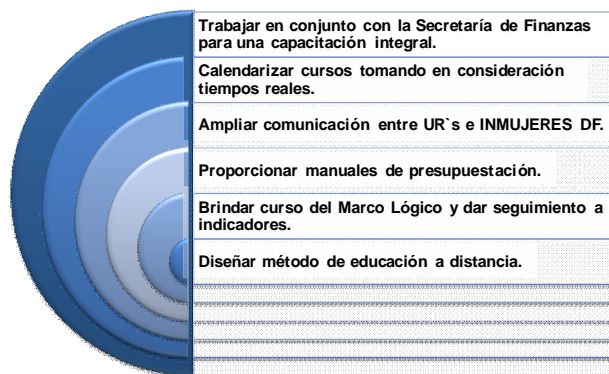 Trabajar en conjunto con la Secretaría de Finanzas
para una capacitación integral.
Calendarizar cursos tomando en consideración
tiempos reales.
Ampliar comunicación entre UR`s e INMUJERES DF.
Proporcionar manuales de presupuestación.
Brindar curso del Marco Lógico y dar seguimiento a
indicadores.
Diseñar método de educación a distancia.